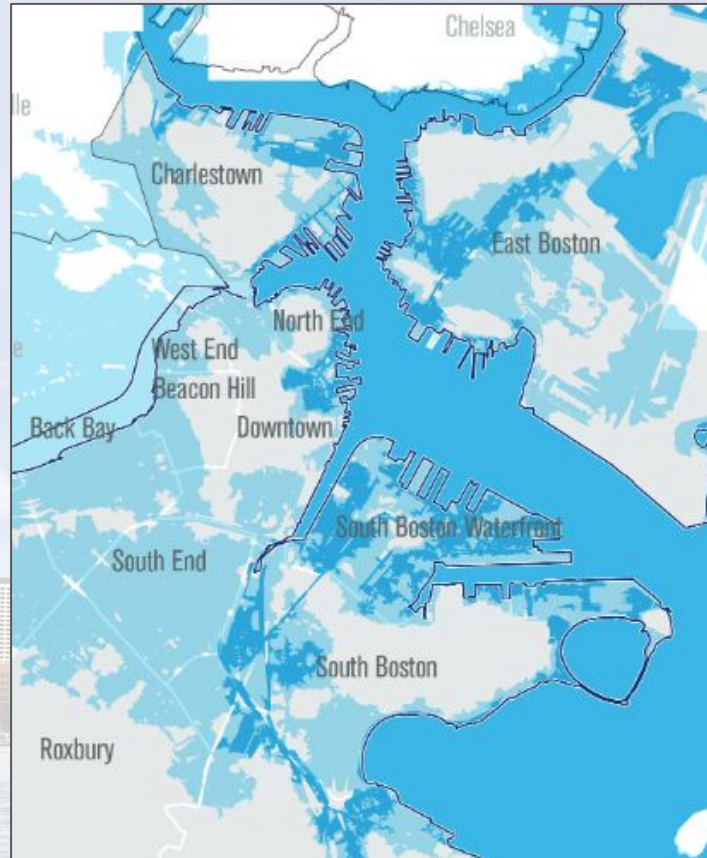 Chelsea
lle
Charlestown
East Boston
North End
West End
Beacon Hill
Back Bay
Downtown
South Boston Waterfront
South End
South Boston
Roxbury